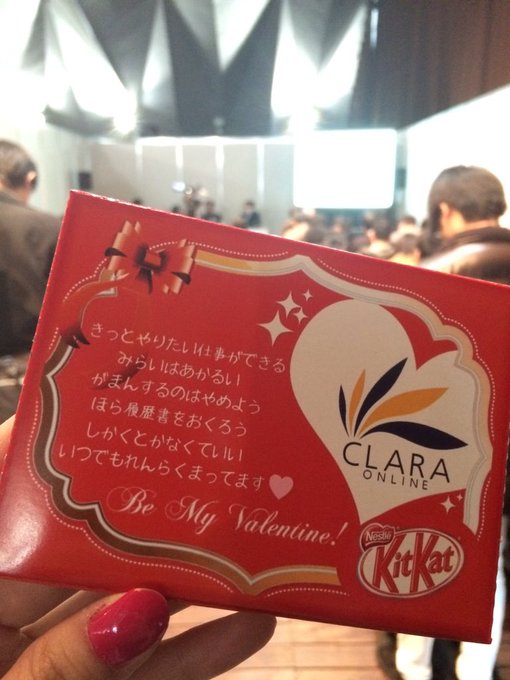 きっとやりたい仕事ができる
みらいはあかるい
がまんするのはやめよう
ほら履歴書をおくろう
しかくとかなくていい
いつでもれんらくまってます
Be My Valentine!
CLARA
ONLINE
Nestlé
KitKat